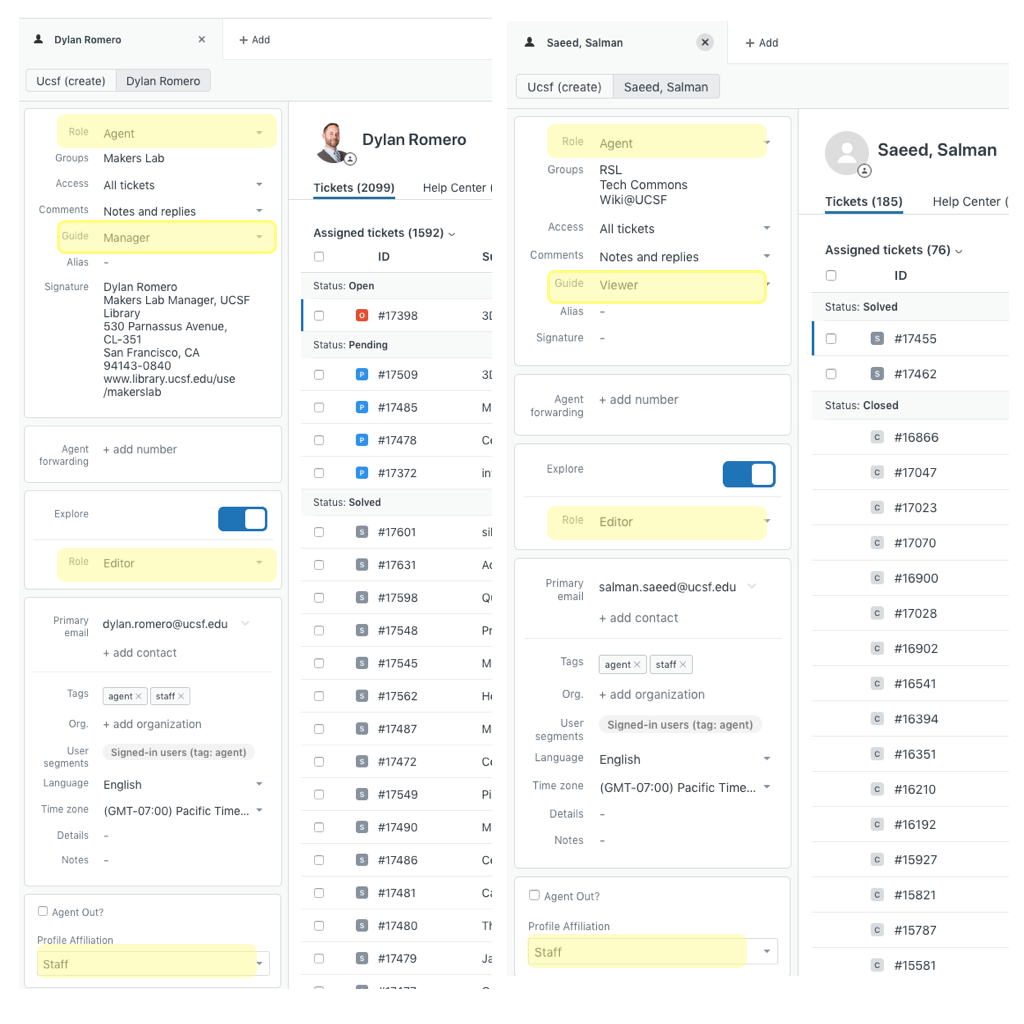 Dylan Romero
+ Add
Ucsf (create)
Dylan Romero
Role Agent
Groups Makers Lab
Access All tickets
Comments Notes and replies
Guide Manager
Alias -
Signature Dylan Romero
Makers Lab Manager, UCSF
Library
530 Parnassus Avenue,
CL-351
San Francisco, CA
94143-0840
www.library.ucsf.edu/use
/makerslab
Agent
forwarding + add number
Explore
Role Editor
Primary
email dylan.romero@ucsf.edu
+ add contact
Tags agent × staff ×
Org. + add organization
User
segments Signed-in users (tag: agent)
Language English
Time zone (GMT-07:00) Pacific Time...
Details -
Notes -
Agent Out?
Profile Affiliation
Staff
Dylan Romero
Tickets (2099) Help Center (
Assigned tickets (1592)
ID Su
Status: Open
O #17398 3D
Status: Pending
P #17509 3D
P #17485 M
P #17478 Co
P #17372 in
Status: Solved
S #17601 sil
S #17631 Ac
S #17598 Qu
S #17548 Pr
S #17545 M
S #17562 He
S #17487 M
S #17472 Co
S #17549 Pi
S #17490 M
S #17486 Ce
S #17481 Ca
S #17480 Th
S #17479 Ja
Saeed, Salman
+ Add
Ucsf (create)
Saeed, Salman
Role Agent
Groups RSL
Tech Commons
Wiki@UCSF
Access All tickets
Comments Notes and replies
Guide Viewer
Alias -
Signature -
Agent
forwarding + add number
Explore
Role Editor
Primary
email salman.saeed@ucsf.edu
+ add contact
Tags agent × staff ×
Org. + add organization
User
segments Signed-in users (tag: agent)
Language English
Time zone (GMT-07:00) Pacific Time...
Details -
Notes -
Agent Out?
Profile Affiliation
Staff
Saeed, Salman
Tickets (185) Help Center (
Assigned tickets (76)
ID
Status: Solved
S #17455
S #17462
Status: Closed
C #16866
C #17047
C #17023
C #17070
C #16900
C #17028
C #16902
C #16541
C #16394
C #16351
C #16210
C #16192
C #15927
C #15821
C #15787
C #15581